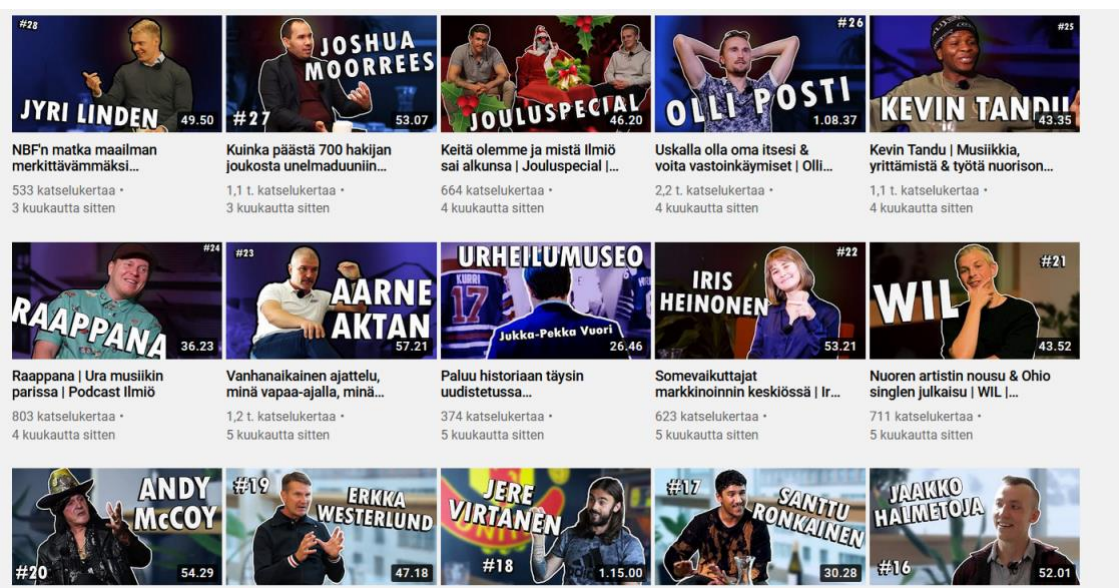 #28
JYRI LINDEN
49.50
JOSHUA
MOORREES
#27
53.07
JOULUSPECIAL
46.20
#26
OLLI POSTI
1.08.37
#25
KEVIN TANDU
43.35
NBF'n matka maailman
merkittävämmäksi...
533 katselukertaa •
3 kuukautta sitten
Kuinka päästä 700 hakijan
joukosta unelmaduuniin...
1,1 t. katselukertaa •
3 kuukautta sitten
Keitä olemme ja mistä Ilmiö
sai alkunsa | Jouluspecial |...
664 katselukertaa •
4 kuukautta sitten
Uskalla olla oma itsesi &
voita vastoinkäymiset | Olli...
2,2 t. katselukertaa •
4 kuukautta sitten
Kevin Tandu | Musiikkia,
yrittämistä & työtä nuorison...
1,1 t. katselukertaa •
4 kuukautta sitten
#24
RAAPPANA
36.23
#23
AARNE
AKTAN
57.21
URHEILUMUSEO
KURRI
17
Jukka-Pekka Vuori
26.46
#22
IRIS
HEINONEN
53.21
#21
WIL
43.52
Raappana | Ura musiikin
parissa | Podcast Ilmiö
803 katselukertaa •
4 kuukautta sitten
Vanhanaikainen ajattelu,
minä vapaa-ajalla, minä...
1,2 t. katselukertaa •
5 kuukautta sitten
Paluu historiaan täysin
uudistetussa...
374 katselukertaa •
5 kuukautta sitten
Somevaikuttajat
markkinoinnin keskiössä | Ir...
623 katselukertaa •
5 kuukautta sitten
Nuoren artistin nousu & Ohio
singlen julkaisu | WIL |...
711 katselukertaa •
5 kuukautta sitten
ANDY
McCOY
#20
54.29
#19
ERKKA
WESTERLUND
47.18
JERE
VIRTANEN
#18
adidas
1.15.00
#17
SANTTU
RONKAINEN
30.28
JAAKKO
HALMETOJA
#16
52.01